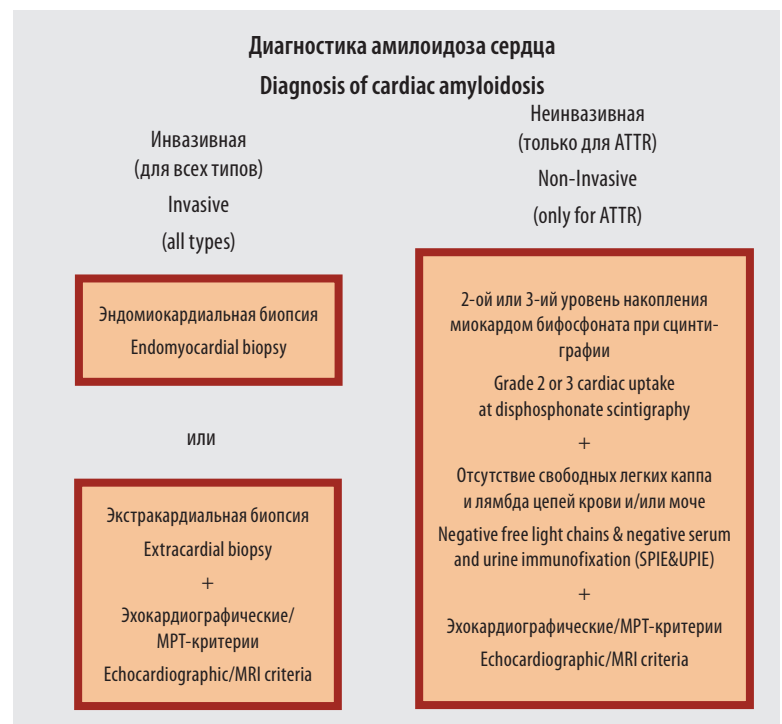 Диагностика амилоидоза сердца
Diagnosis of cardiac amyloidosis
Инвазивная
(для всех типов)
Invasive
(all types)
Эндомиокардиальная биопсия
Endomyocardial biopsy
или
Экстракардиальная биопсия
Extracardial biopsy
+
Эхокардиографические/
МРТ-критерии
Echocardiographic/MRI criteria
Неинвазивная
(только для ATTR)
Non-Invasive
(only for ATTR)
2-ой или 3-ий уровень накопления
миокардом бифосфоната при сцинти-
графии
Grade 2 or 3 cardiac uptake
at disphosphonate scintigraphy
+
Отсутствие свободных легких каппа
и лямбда цепей крови и/или моче
Negative free light chains & negative serum
and urine immunofixation (SPIE&UPIE)
+
Эхокардиографические/МРТ-критерии
Echocardiographic/MRI criteria